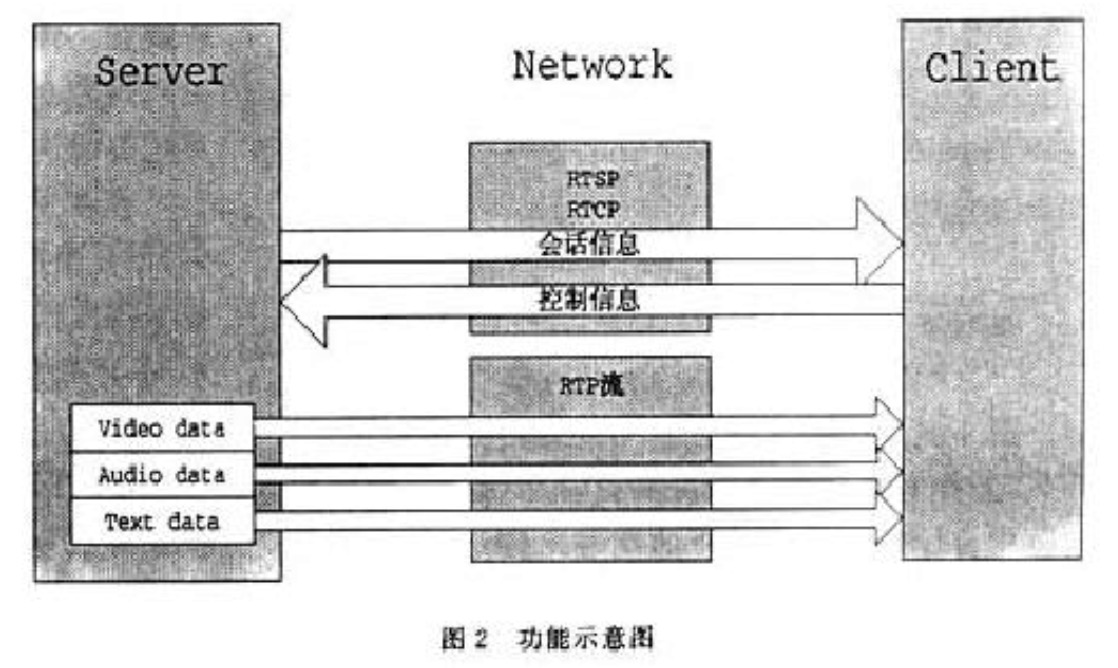 Server
Network
Client
RTSP
RTCP
会话信息
控制信息
RTP流
Video data
Audio data
Text data
图2 功能示意图